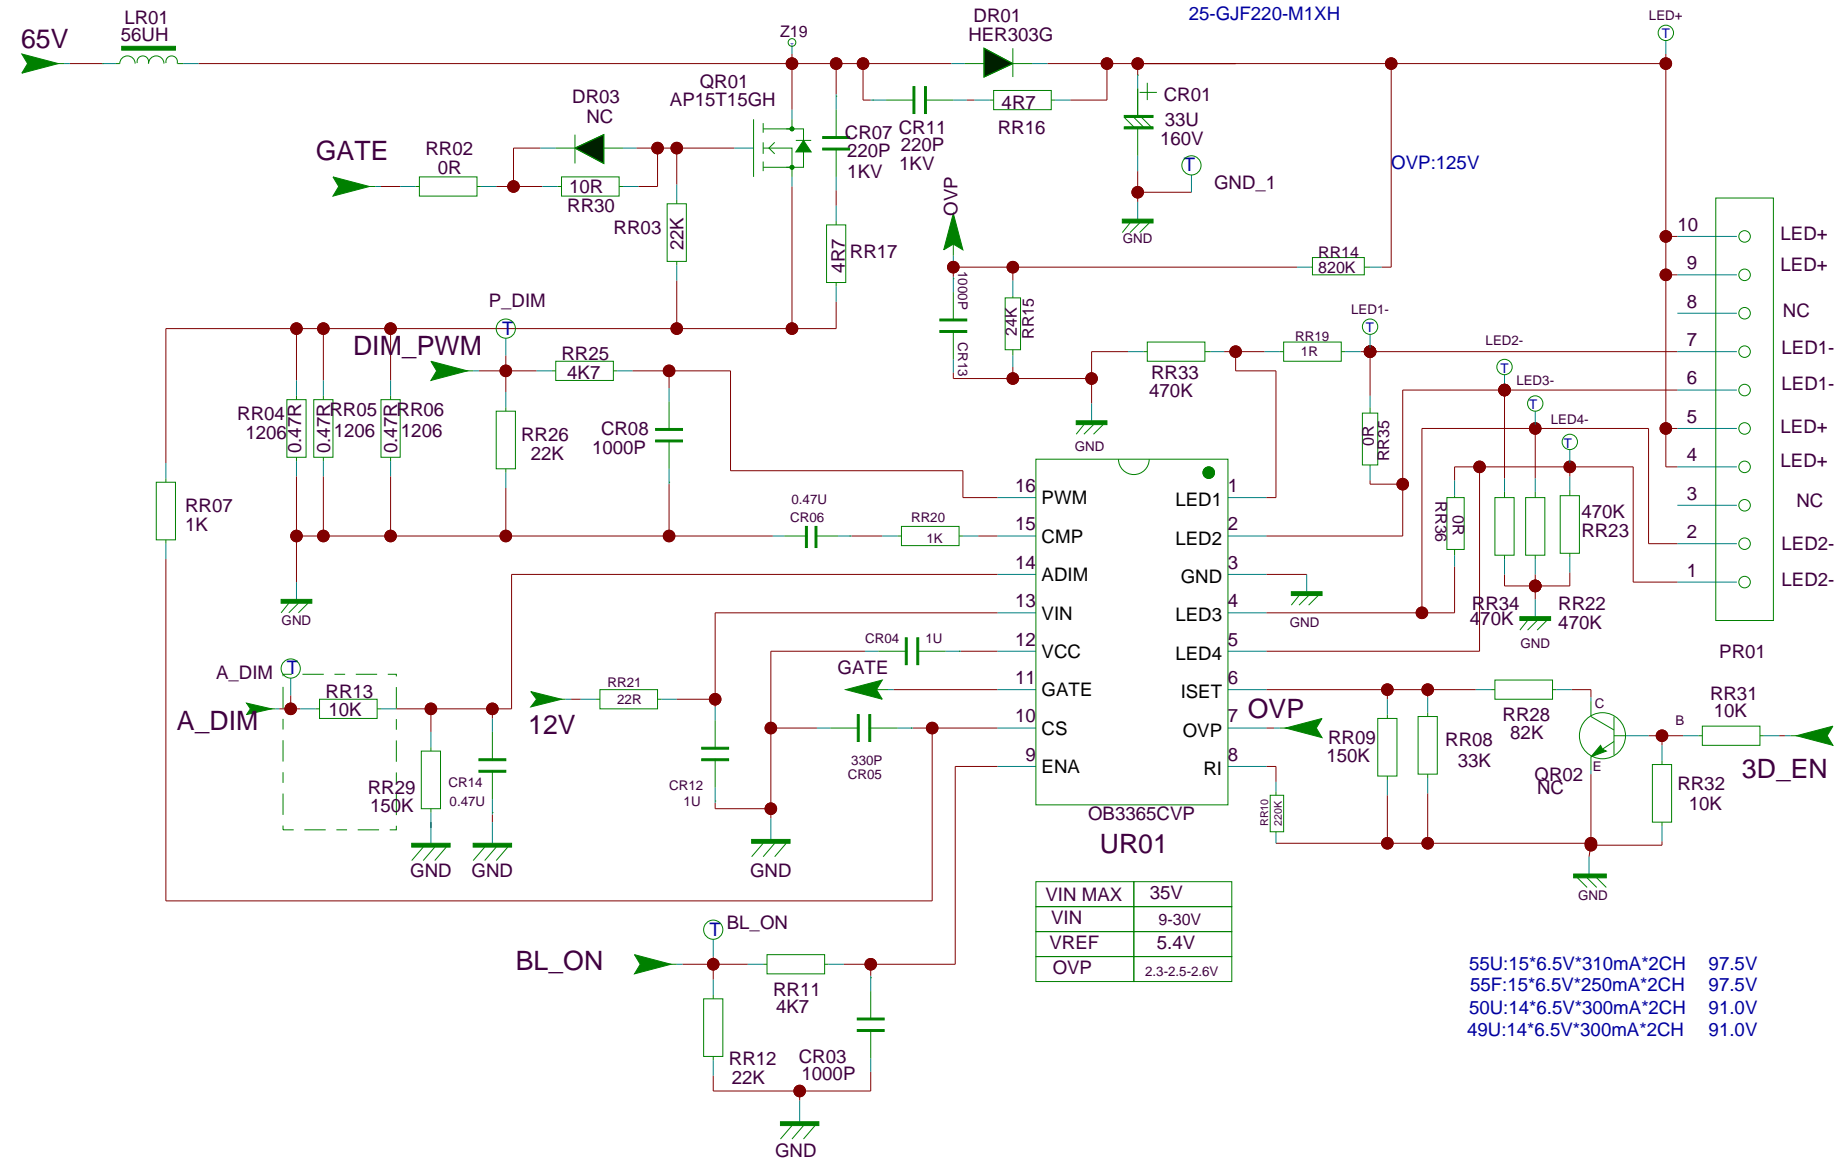 25-GJF220-M1XH
65V
LR01
56UH
Z19
DR01
HER303G
LED+
T
QR01
AP15T15GH
DR03
NC
GATE
RR02
0R
10R
RR30
RR03
22K
CR07
220P
1KV
CR11
220P
1KV
4R7
RR16
CR01
33U
160V
T
GND_1
GND
OVP:125V
4R7
RR17
OVP
RR14
820K
1000P
CR13
24K
RR15
GND
RR33
470K
RR19
1R
LED1-
T
LED2-
T
LED3-
T
LED4-
T
0R
RR35
0R
RR36
470K
RR23
RR34
470K
RR22
470K
GND
10
LED+
9
LED+
8
NC
7
LED1-
6
LED1-
5
LED+
4
LED+
3
NC
2
LED2-
1
LED2-
PR01
P_DIM
T
DIM_PWM
RR25
4K7
RR04
1206
0.47R
RR05
1206
0.47R
RR06
1206
0.47R
RR26
22K
CR08
1000P
RR07
1K
GND
0.47U
CR06
RR20
1K
16
PWM
15
CMP
14
ADIM
13
VIN
12
VCC
11
GATE
10
CS
9
ENA
LED1
1
LED2
2
GND
3
LED3
4
LED4
5
ISET
6
OVP
7
RI
8
OB3365CVP
UR01
GND
A_DIM
T
A_DIM
RR13
10K
RR29
150K
CR14
0.47U
GND
GND
12V
RR21
22R
CR04
1U
GATE
330P
CR05
CR12
1U
GND
OVP
RR10
220K
RR09
150K
RR08
33K
RR28
82K
C
B
E
QR02
NC
RR31
10K
3D_EN
RR32
10K
GND
BL_ON
T
BL_ON
RR11
4K7
RR12
22K
CR03
1000P
GND
VIN MAX 35V
VIN 9-30V
VREF 5.4V
OVP 2.3-2.5-2.6V
55U:15*6.5V*310mA*2CH 97.5V
55F:15*6.5V*250mA*2CH 97.5V
50U:14*6.5V*300mA*2CH 91.0V
49U:14*6.5V*300mA*2CH 91.0V